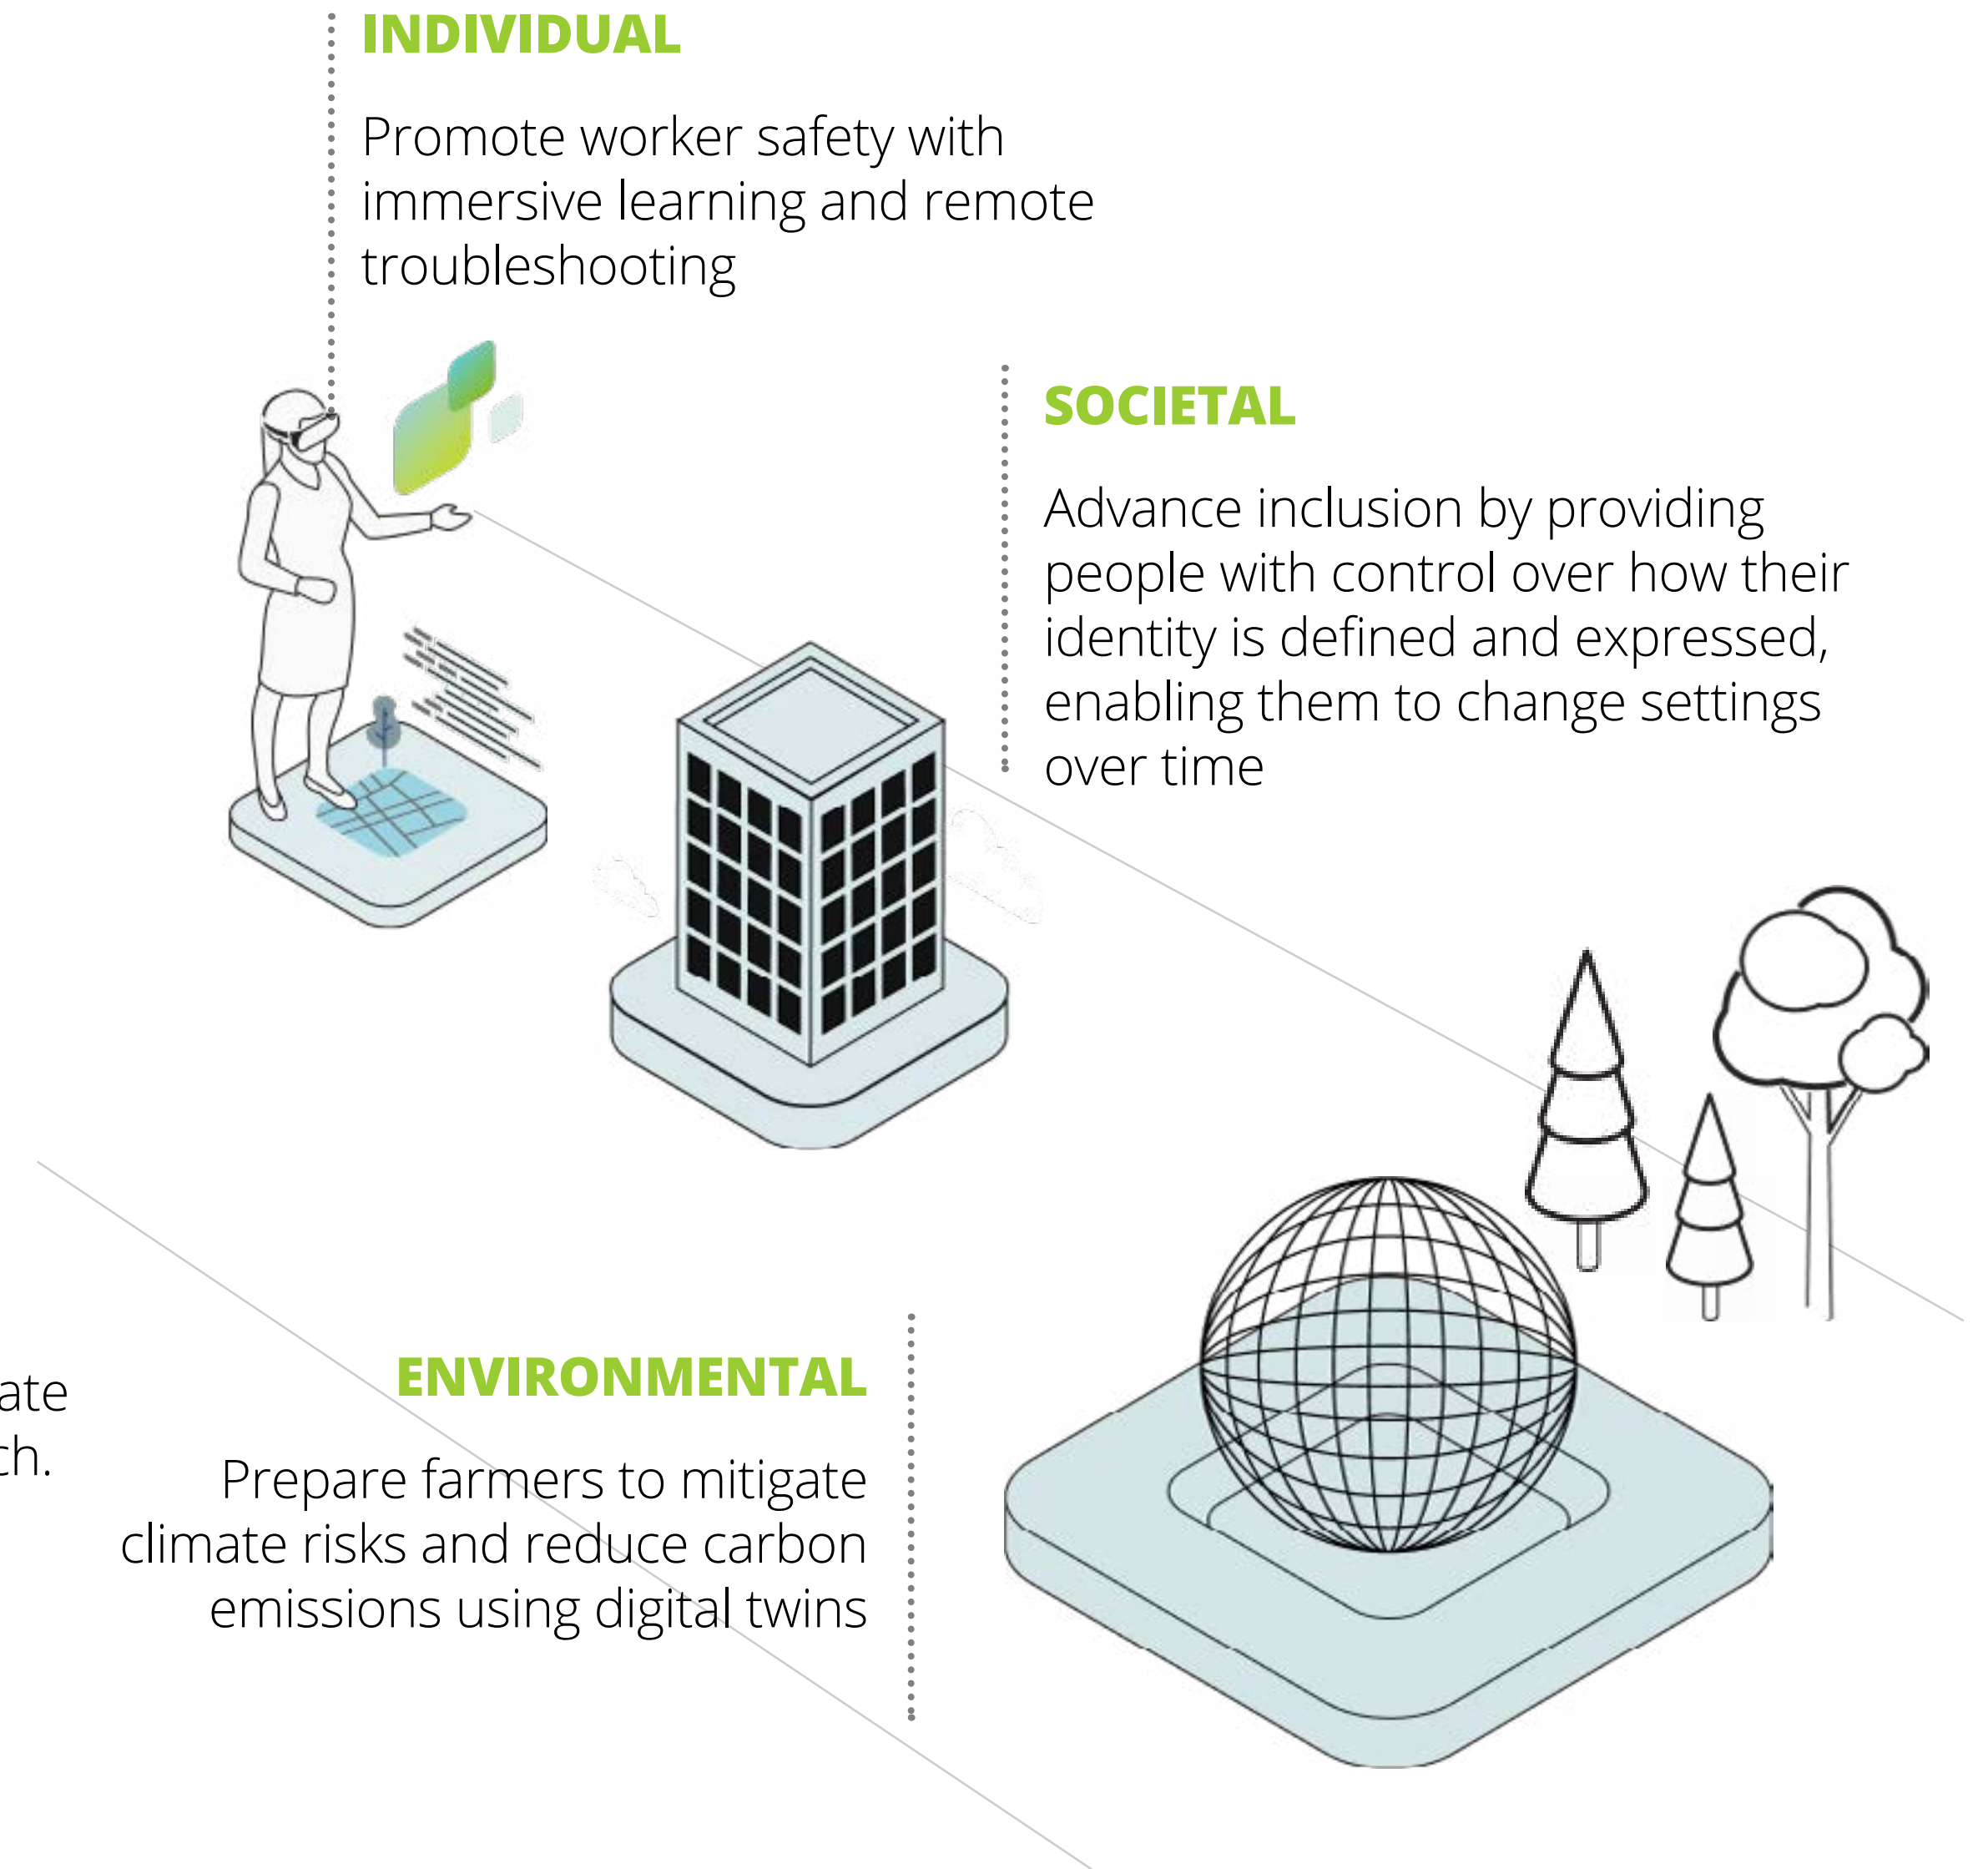 INDIVIDUAL
Promote worker safety with
immersive learning and remote
troubleshooting
SOCIETAL
Advance inclusion by providing
people with control over how their
identity is defined and expressed,
enabling them to change settings
over time
ate
ch.
ENVIRONMENTAL
Prepare farmers to mitigate
climate risks and reduce carbon
emissions using digital twins